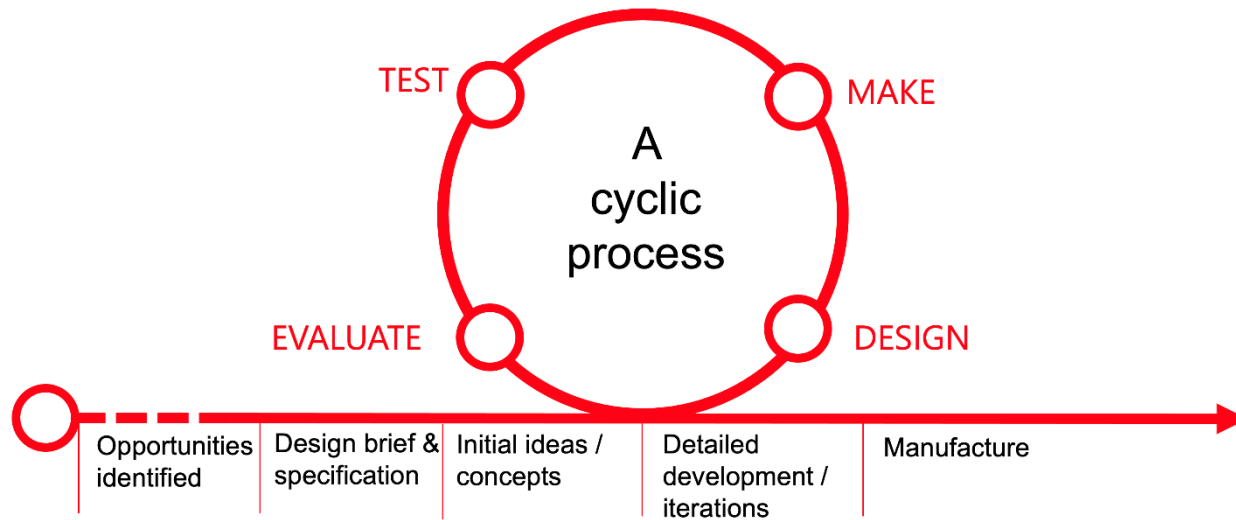 TEST
MAKE
A
cyclic
process
EVALUATE
DESIGN
Opportunities
identified
Design brief &
specification
Initial ideas /
concepts
Detailed
development /
iterations
Manufacture